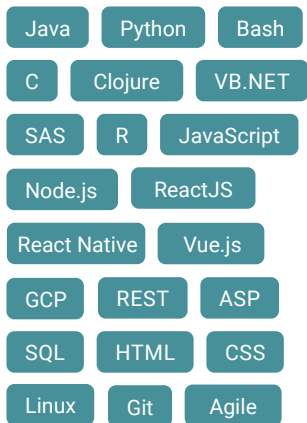 Java Python Bash
C Clojure VB.NET
SAS R JavaScript
Node.js ReactJS
React Native Vue.js
GCP REST ASP
SQL HTML CSS
Linux Git Agile